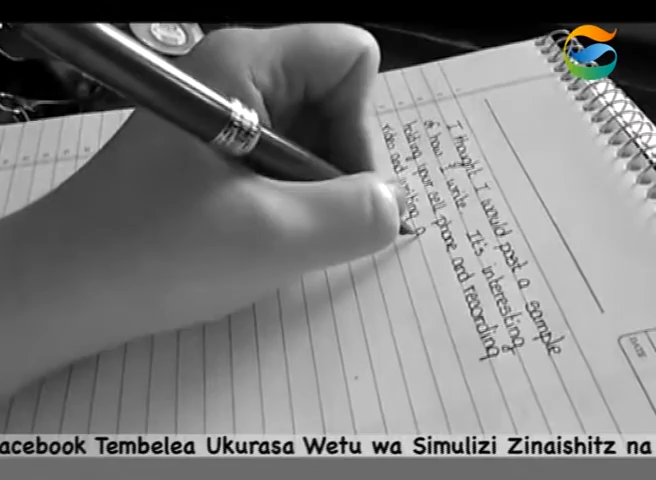 I thought I would post a sample
of how I write. It's interesting
holding your cell phone and recording
video and writing a
DATE
acebook Tembelea Ukurasa Wetu wa Simulizi Zinaishitz na